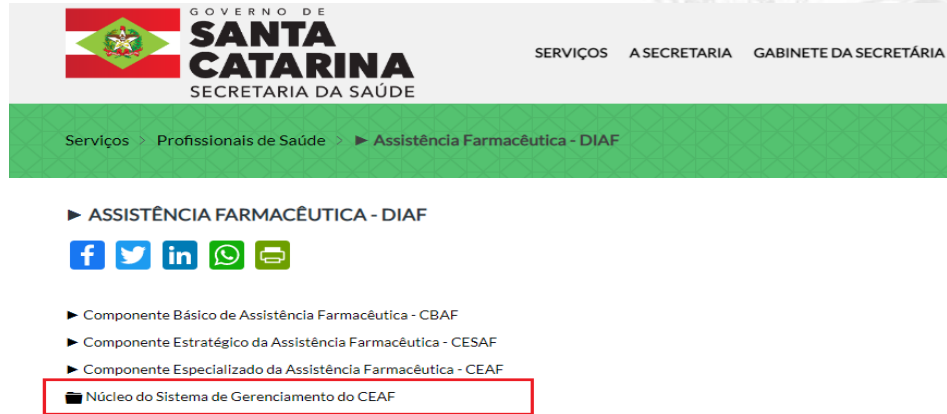 GOVERNO DE
SANTA
CATARINA
SECRETARIA DA SAÚDE
SERVIÇOS A SECRETARIA GABINETE DA SECRETÁRIA
Serviços > Profissionais de Saúde > ► Assistência Farmacêutica - DIAF
► ASSISTÊNCIA FARMACÊUTICA - DIAF
► Componente Básico de Assistência Farmacêutica - CBAF
► Componente Estratégico da Assistência Farmacêutica - CESAF
► Componente Especializado da Assistência Farmacêutica - CEAF
Núcleo do Sistema de Gerenciamento do CEAF